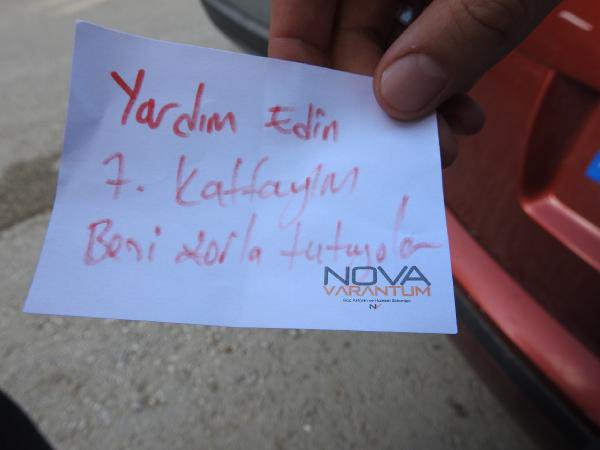 Yardım Edin
7. Kattayım
Beni zorla tutuyolar
NOVA
VARANTUM